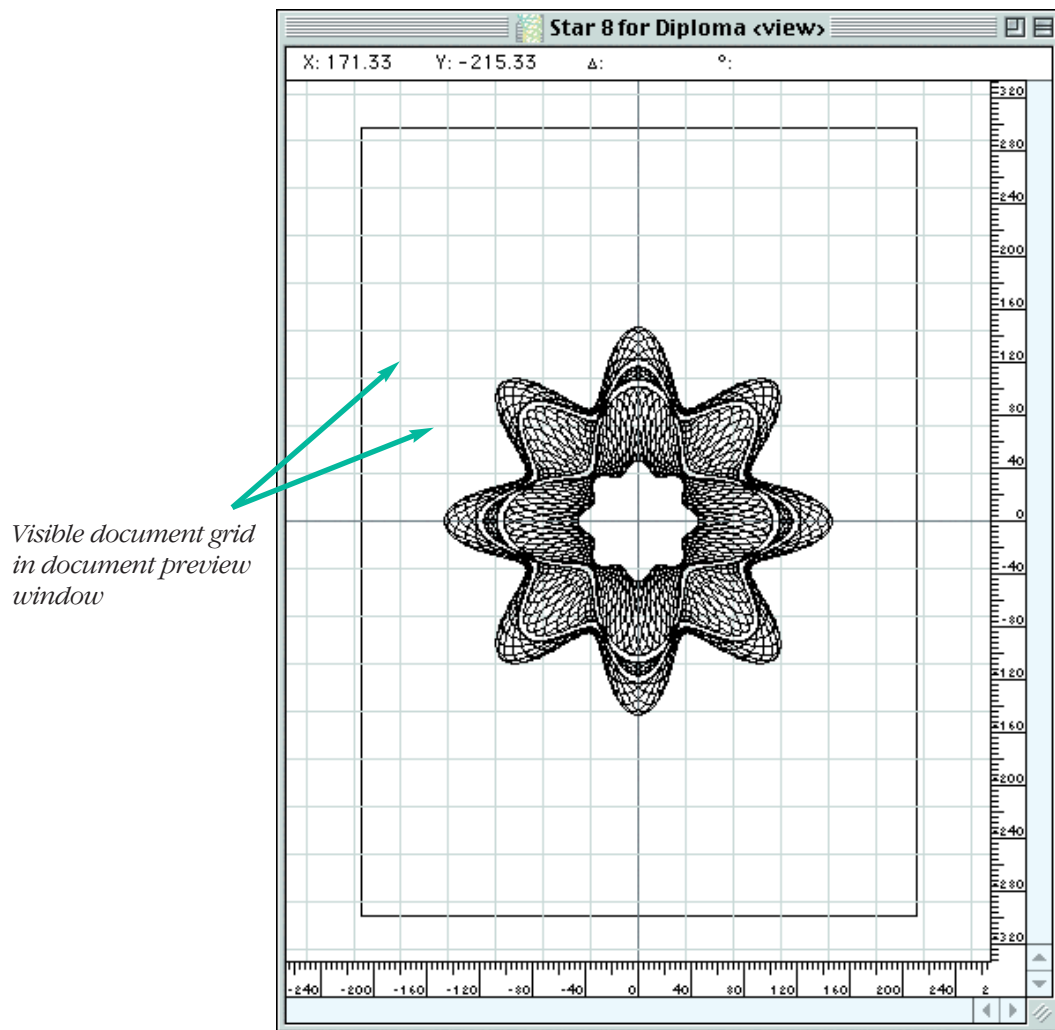 Star 8 for Diploma <view>
X: 171.33 Y: -215.33 Δ: °:
320
280
240
200
160
120
80
40
0
-40
-80
-120
-160
-200
-240
-280
-320
Visible document grid
in document preview
window
-240 -200 -160 -120 -80 -40 0 40 80 120 160 200 240 2